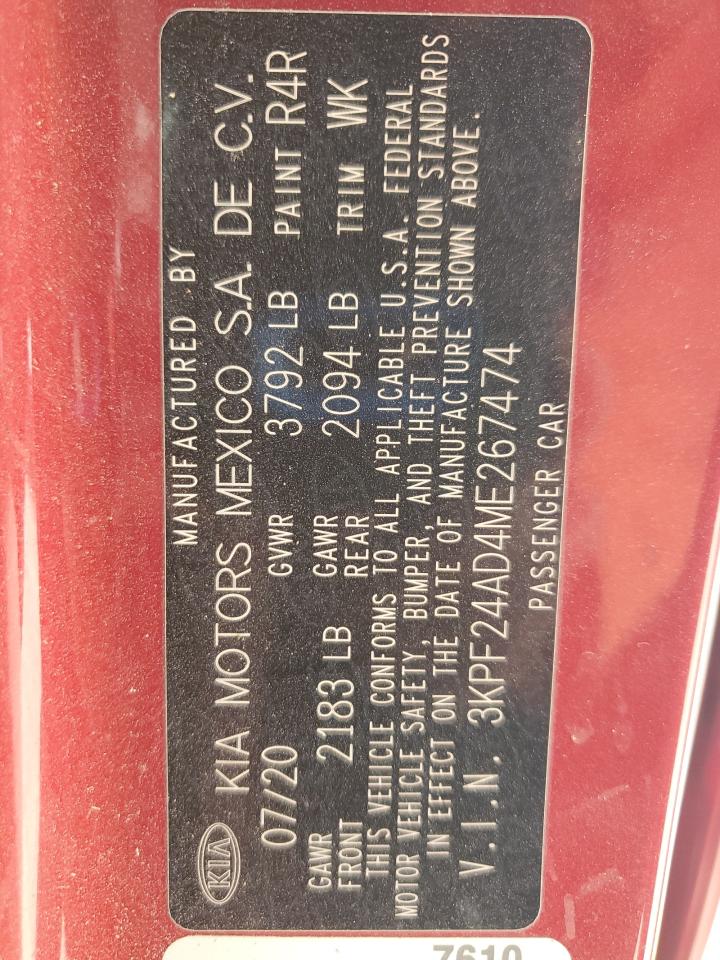 MANUFACTURED BY
KIA KIA MOTORS MEXICO S.A. DE C.V.
07/20 GVWR 3792 LB PAINT R4R
GAWR FRONT 2183 LB GAWR REAR 2094 LB TRIM WK
THIS VEHICLE CONFORMS TO ALL APPLICABLE U.S.A. FEDERAL
MOTOR VEHICLE SAFETY, BUMPER, AND THEFT PREVENTION STANDARDS
IN EFFECT ON THE DATE OF MANUFACTURE SHOWN ABOVE.
V.I.N. 3KPF24AD4ME267474
PASSENGER CAR
7610